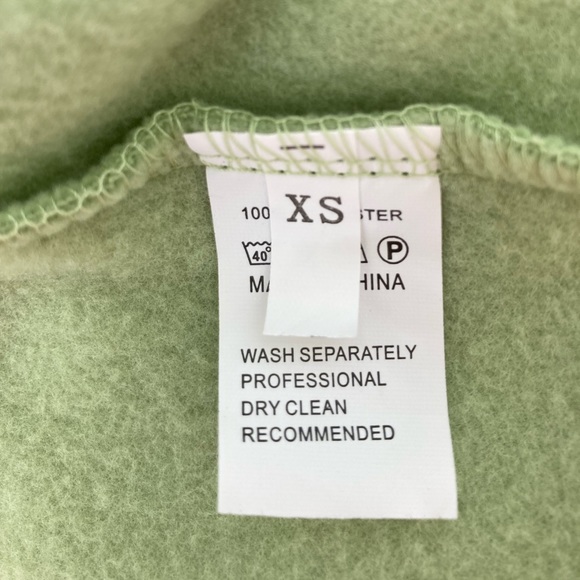 XS
100 STER
40° P
MA HINA
WASH SEPARATELY
PROFESSIONAL
DRY CLEAN
RECOMMENDED